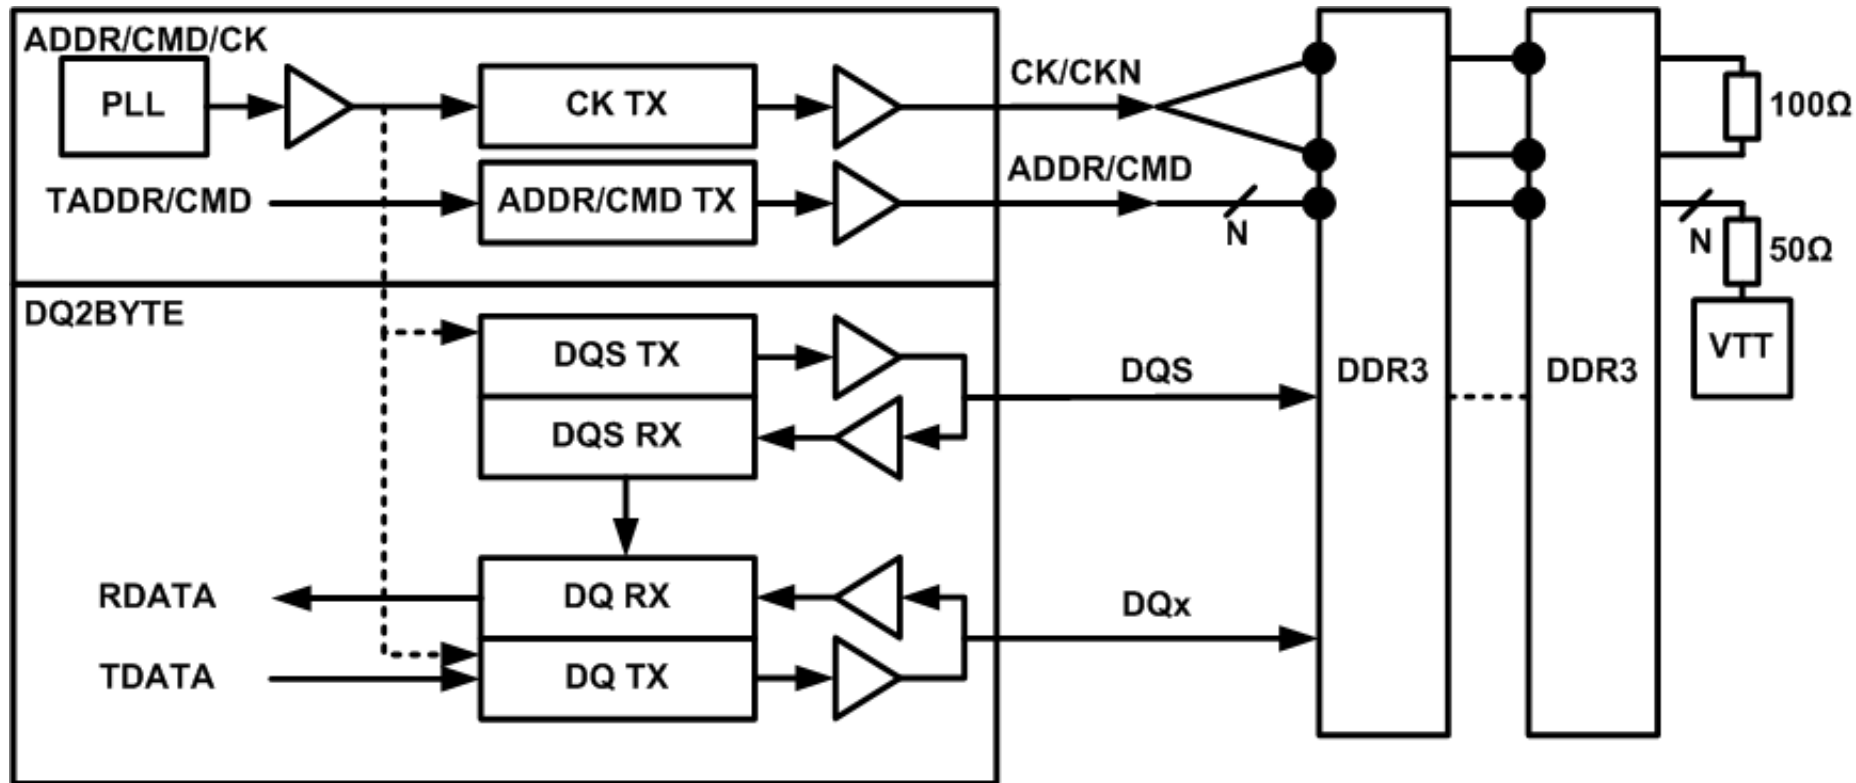 ADDR/CMD/CK
PLL
CK TX
CK/CKN
100Ω
TADDR/CMD
ADDR/CMD TX
ADDR/CMD
N
N
50Ω
VTT
DQ2BYTE
DQS TX
DQS
DDR3
DDR3
DQS RX
RDATA
DQ RX
DQx
TDATA
DQ TX